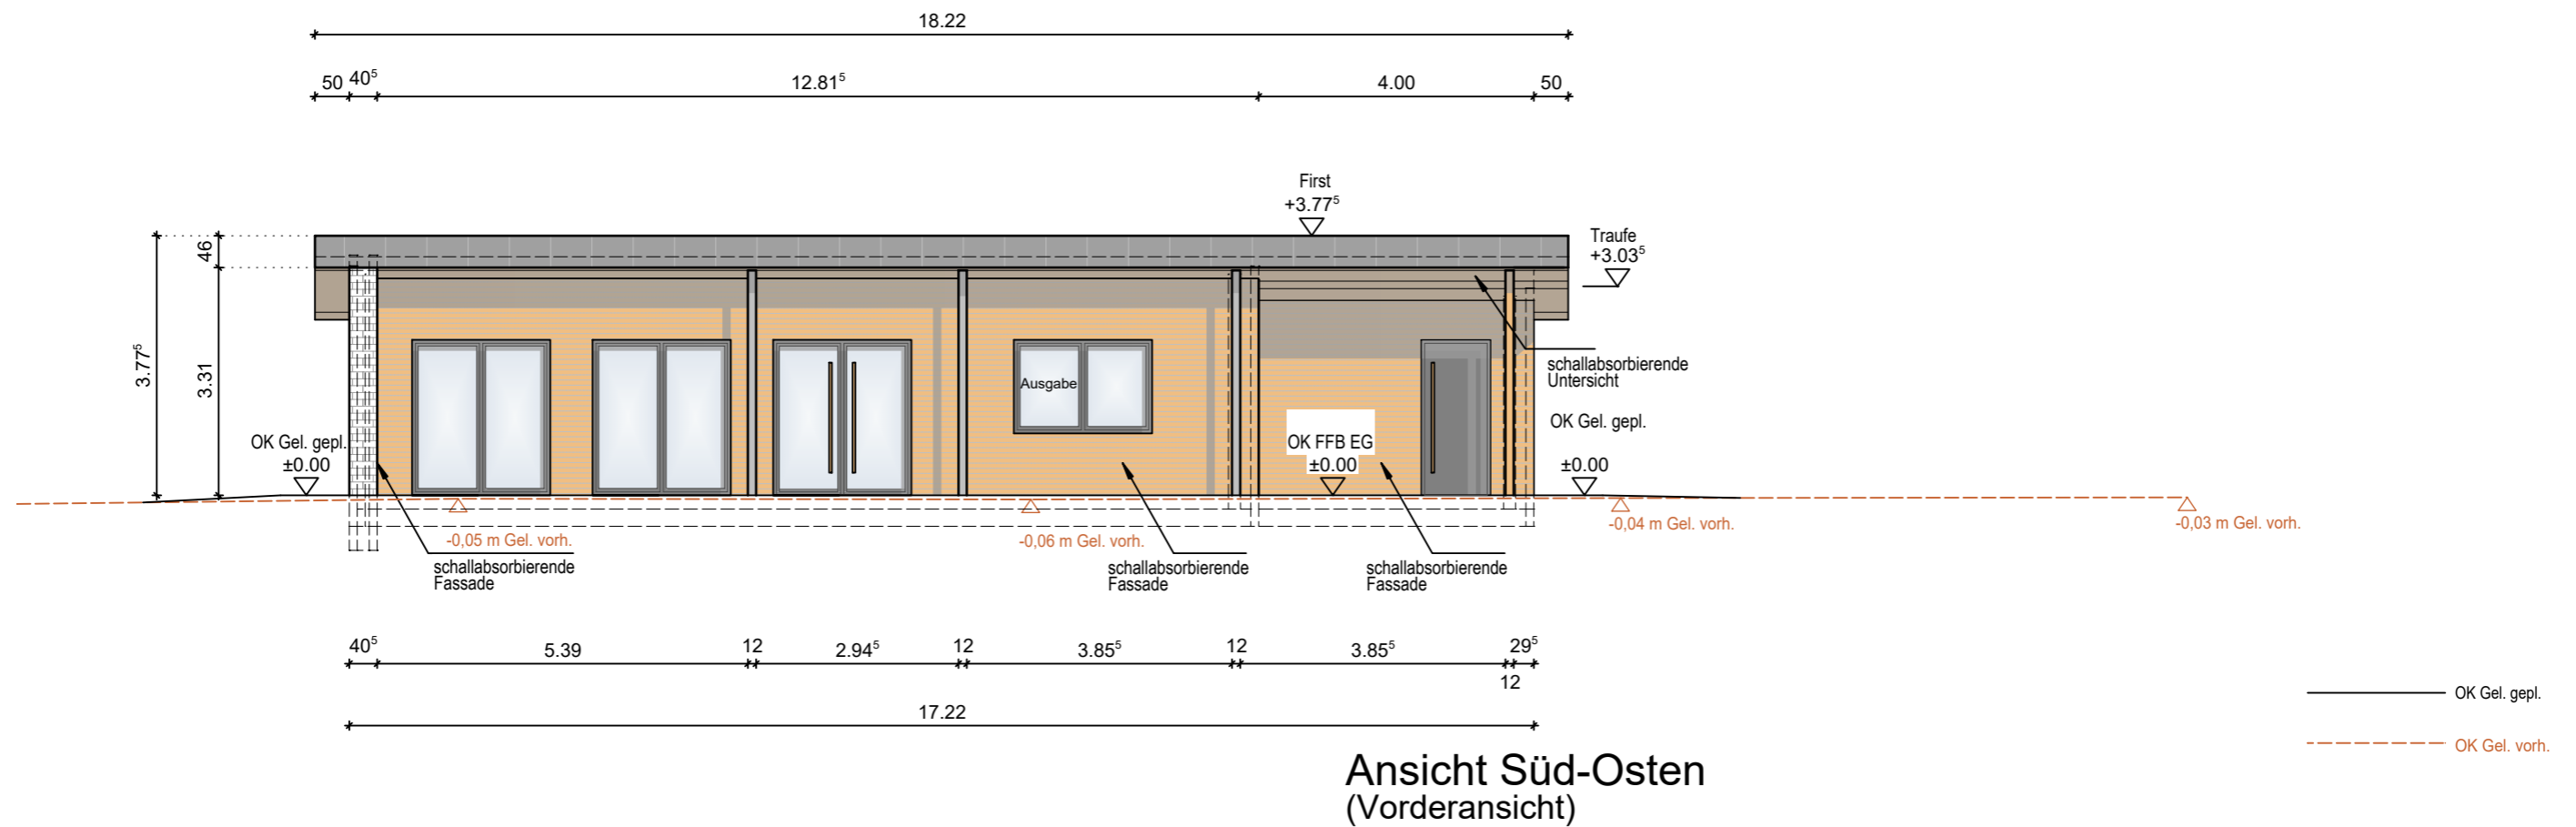 18.22
50 40⁵ 12.81⁵ 4.00 50
First
+3.77⁵
Traufe
+3.03⁵
46
3.77⁵
3.31
schallabsorbierende
Untersicht
Ausgabe
OK Gel. gepl.
±0.00
OK FFB EG
±0.00
OK Gel. gepl.
±0.00
-0,05 m Gel. vorh.
-0,06 m Gel. vorh.
-0,04 m Gel. vorh.
-0,03 m Gel. vorh.
schallabsorbierende
Fassade
schallabsorbierende
Fassade
schallabsorbierende
Fassade
40⁵ 5.39 12 2.94⁵ 12 3.85⁵ 12 3.85⁵ 29⁵
12
17.22
OK Gel. gepl.
OK Gel. vorh.
Ansicht Süd-Osten
(Vorderansicht)